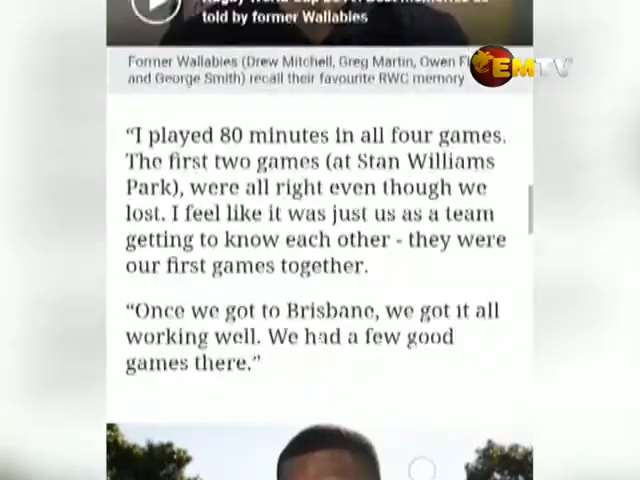 told by former Wallabies
Former Wallabies (Drew Mitchell, Greg Martin, Owen
and George Smith) recall their favourite RWC memory
EMTV
“I played 80 minutes in all four games.
The first two games (at Stan Williams
Park), were all right even though we
lost. I feel like it was just us as a team
getting to know each other - they were
our first games together.
“Once we got to Brisbane, we got it all
working well. We had a few good
games there.”